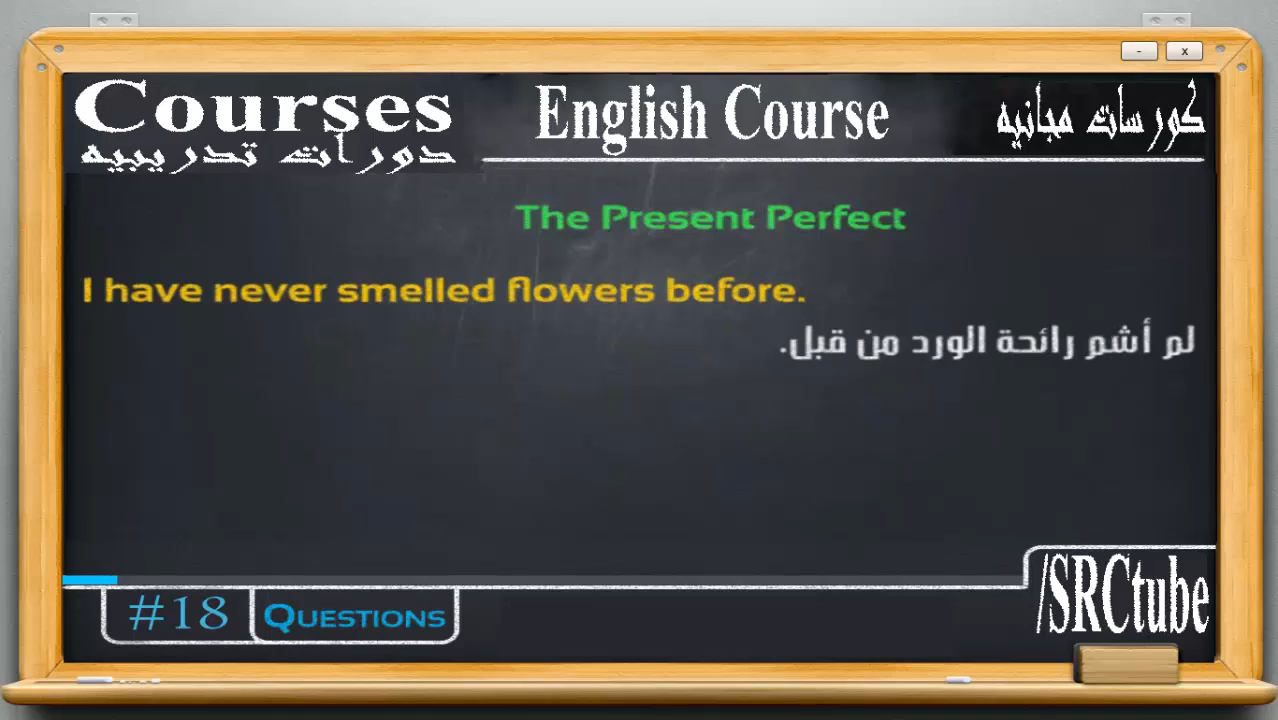 - x
Courses
دورات تدريبيه
English Course
كورسات مجانيه
The Present Perfect
I have never smelled flowers before.
لم أشم رائحة الورد من قبل.
#18 Questions
/SRCtube